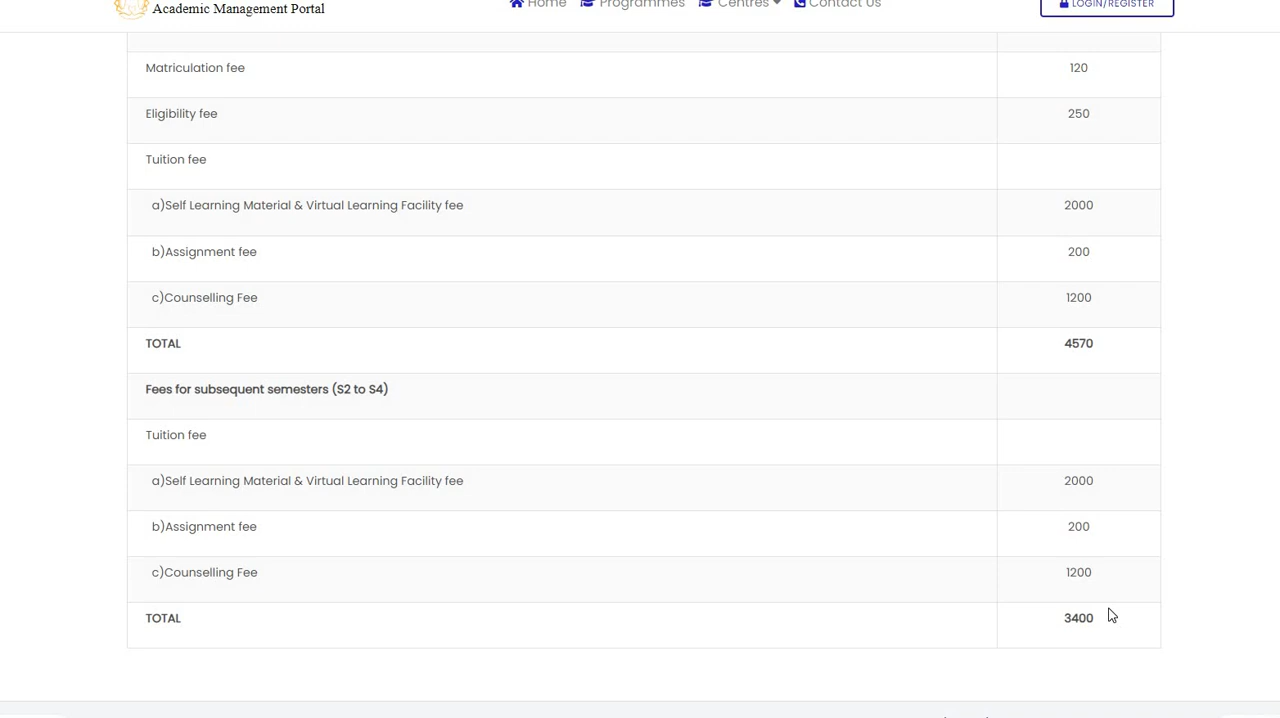 Academic Management Portal
Home Programmes Centres Contact Us
LOGIN/REGISTER
Matriculation fee 120
Eligibility fee 250
Tuition fee
a)Self Learning Material & Virtual Learning Facility fee 2000
b)Assignment fee 200
c)Counselling Fee 1200
TOTAL 4570
Fees for subsequent semesters (S2 to S4)
Tuition fee
a)Self Learning Material & Virtual Learning Facility fee 2000
b)Assignment fee 200
c)Counselling Fee 1200
TOTAL 3400